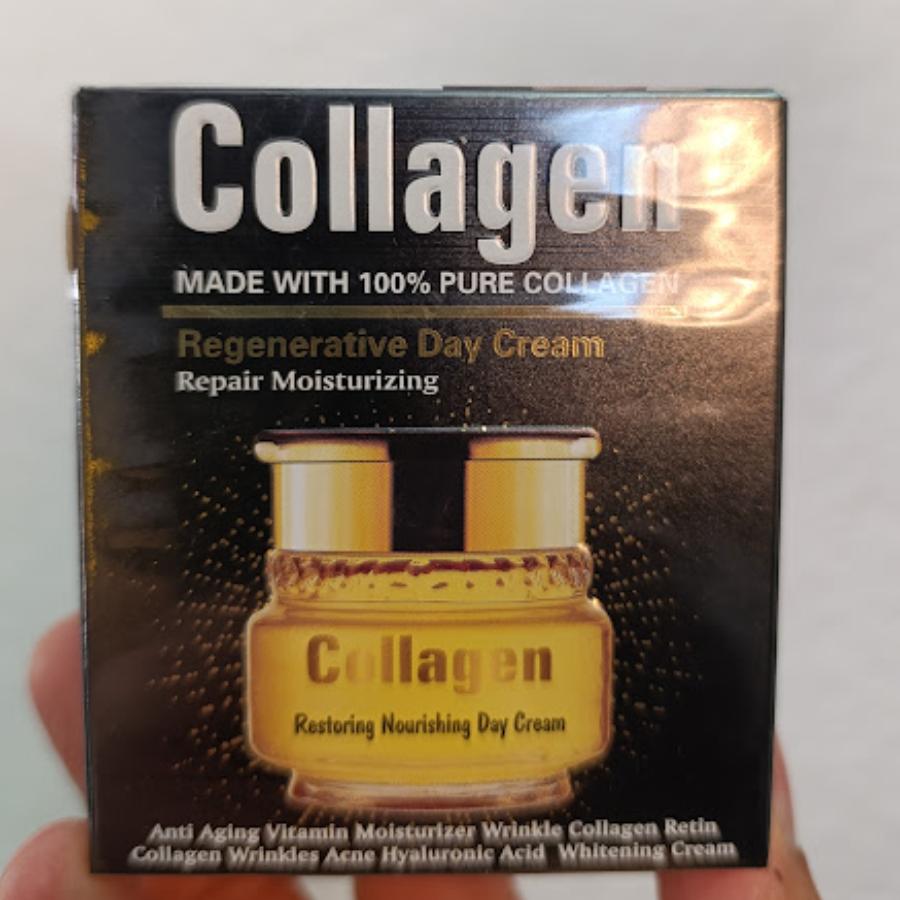 Collagen
MADE WITH 100% PURE COLLAGEN
Regenerative Day Cream
Repair Moisturizing
Collagen
Restoring Nourishing Day Cream
Anti Aging Vitamin Moisturizer Wrinkle Collagen Retin
Collagen Wrinkles Acne Hyaluronic Acid Whitening Cream